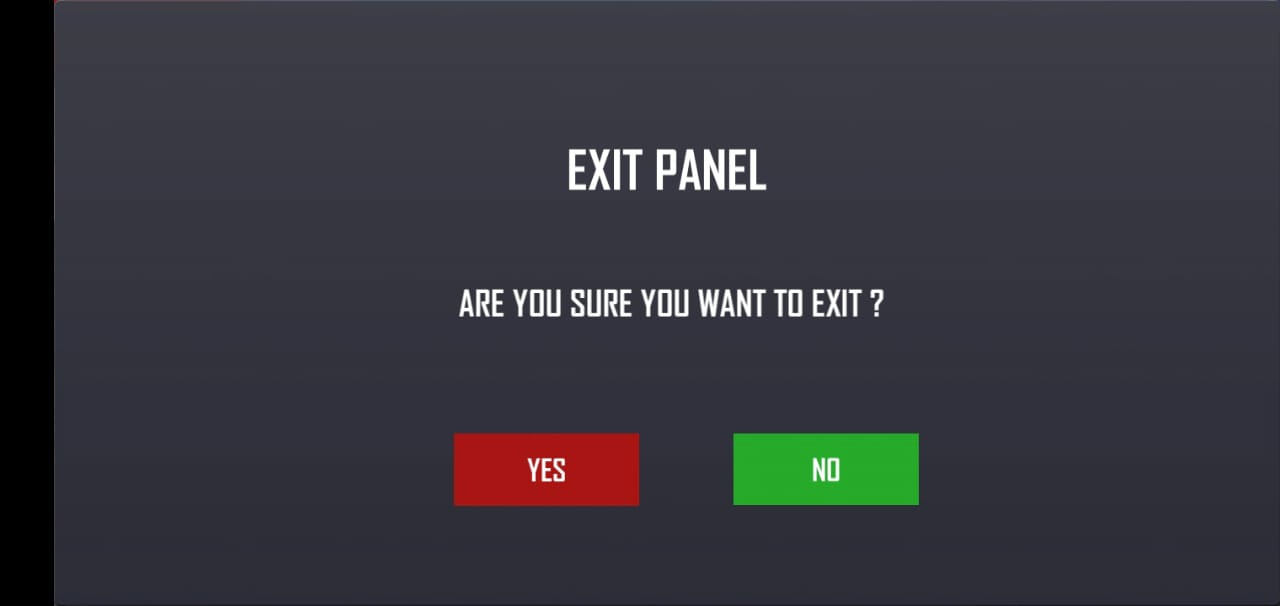 EXIT PANEL
ARE YOU SURE YOU WANT TO EXIT ?
YES
NO